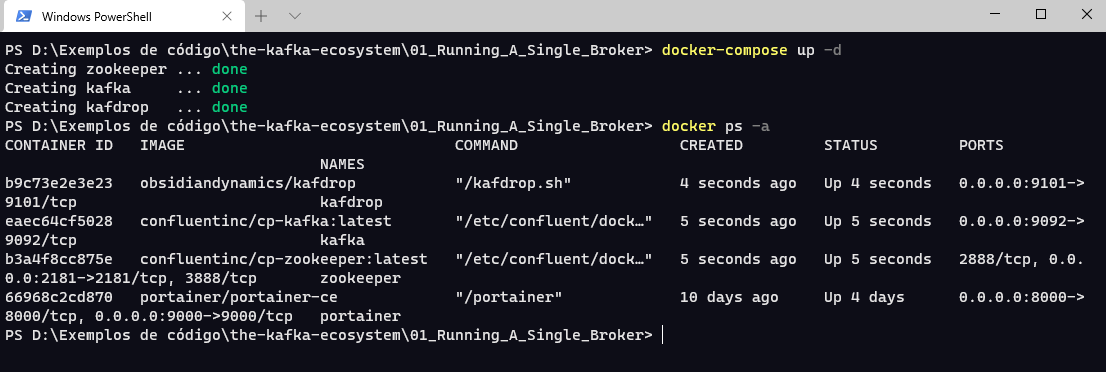 Windows PowerShell
PS D:\Exemplos de código\the-kafka-ecosystem\01_Running_A_Single_Broker> docker-compose up -d
Creating zookeeper ... done
Creating kafka     ... done
Creating kafdrop   ... done
PS D:\Exemplos de código\the-kafka-ecosystem\01_Running_A_Single_Broker> docker ps -a
CONTAINER ID   IMAGE                              COMMAND                  CREATED         STATUS         PORTS
                                   NAMES
b9c73e2e3e23   obsidiandynamics/kafdrop           "/kafdrop.sh"            4 seconds ago   Up 4 seconds   0.0.0.0:9101->
9101/tcp                           kafdrop
eaec64cf5028   confluentinc/cp-kafka:latest       "/etc/confluent/dock…"   5 seconds ago   Up 5 seconds   0.0.0.0:9092->
9092/tcp                           kafka
b3a4f8cc875e   confluentinc/cp-zookeeper:latest   "/etc/confluent/dock…"   5 seconds ago   Up 5 seconds   2888/tcp, 0.0.
0.0:2181->2181/tcp, 3888/tcp       zookeeper
66968c2cd870   portainer/portainer-ce             "/portainer"             10 days ago     Up 4 days      0.0.0.0:8000->
8000/tcp, 0.0.0.0:9000->9000/tcp   portainer
PS D:\Exemplos de código\the-kafka-ecosystem\01_Running_A_Single_Broker>